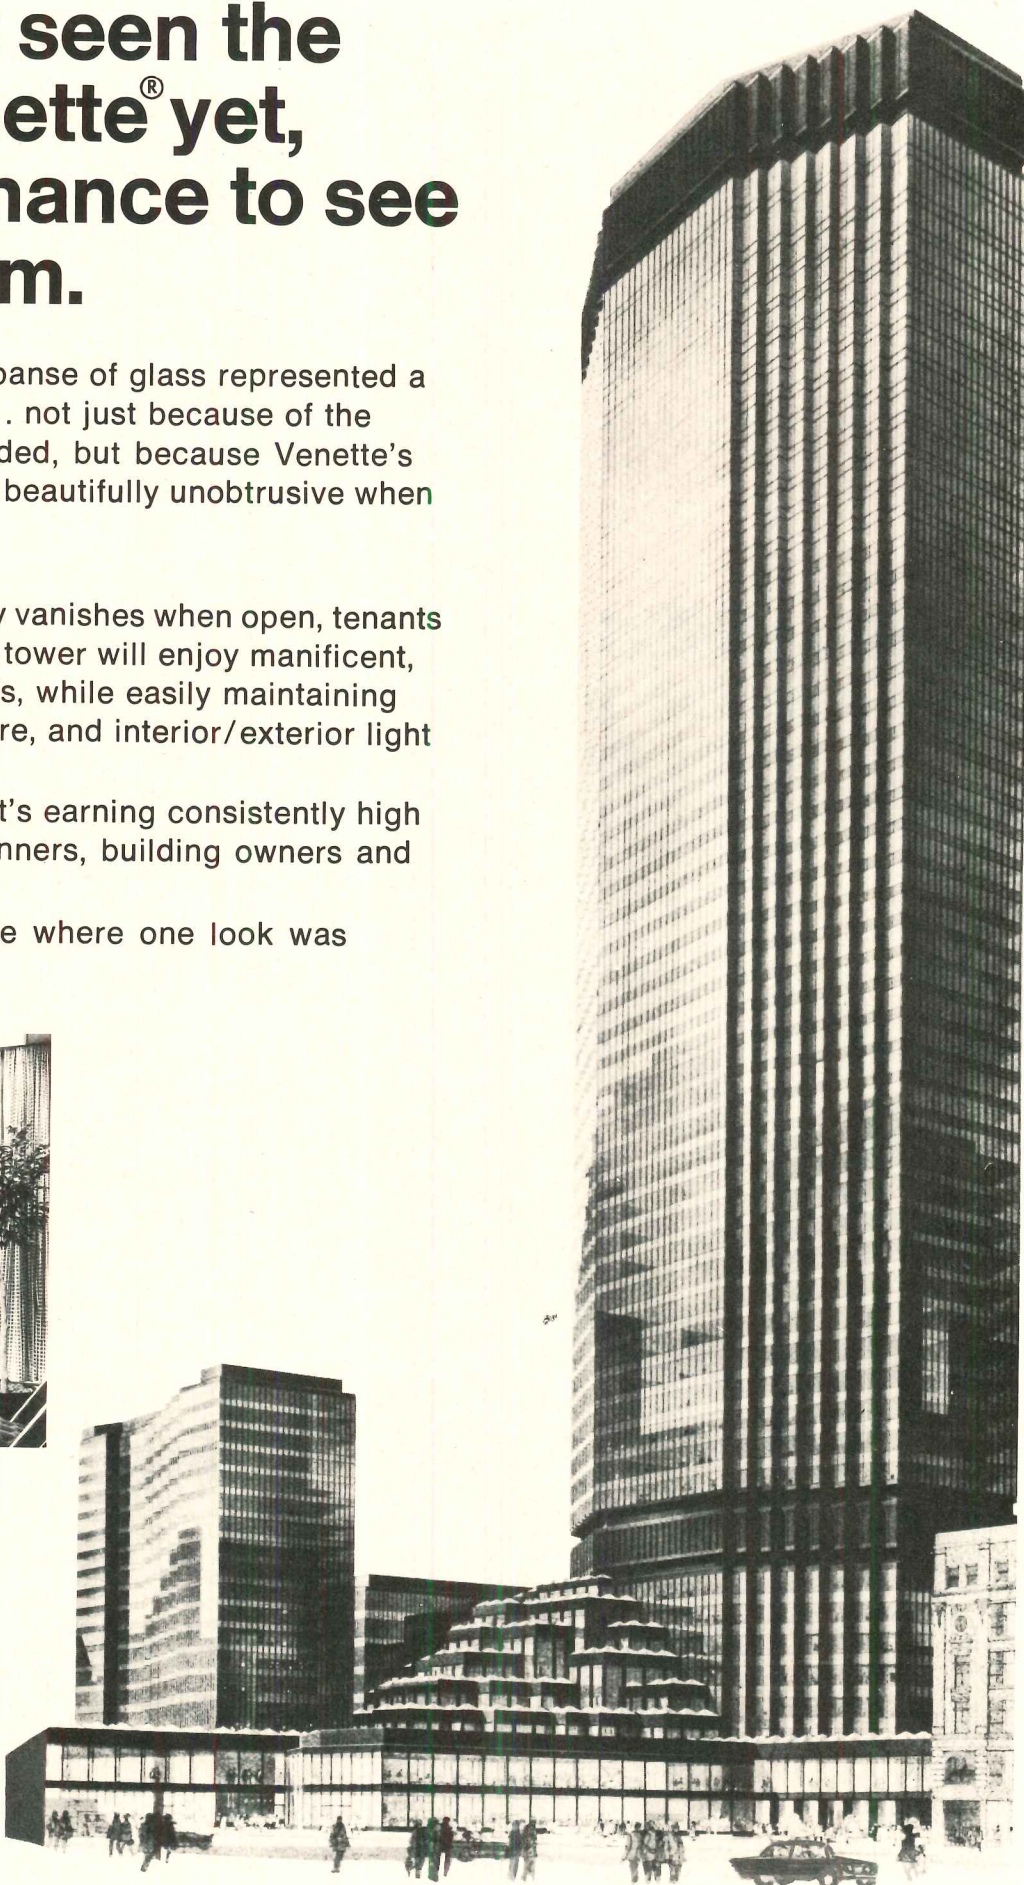 seen the
ette® yet,
hance to see
m.
panse of glass represented a
. not just because of the
ded, but because Venette's
beautifully unobtrusive when
y vanishes when open, tenants
tower will enjoy manificent,
s, while easily maintaining
re, and interior/exterior light
t's earning consistently high
nners, building owners and
e where one look was